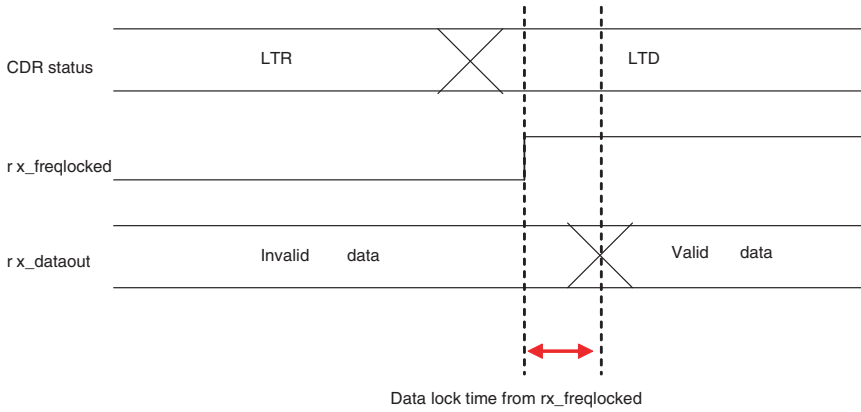 CDR status
LTR
LTD
r x_freqlocked
r x_dataout
Invalid data
Valid data
Data lock time from rx_freqlocked